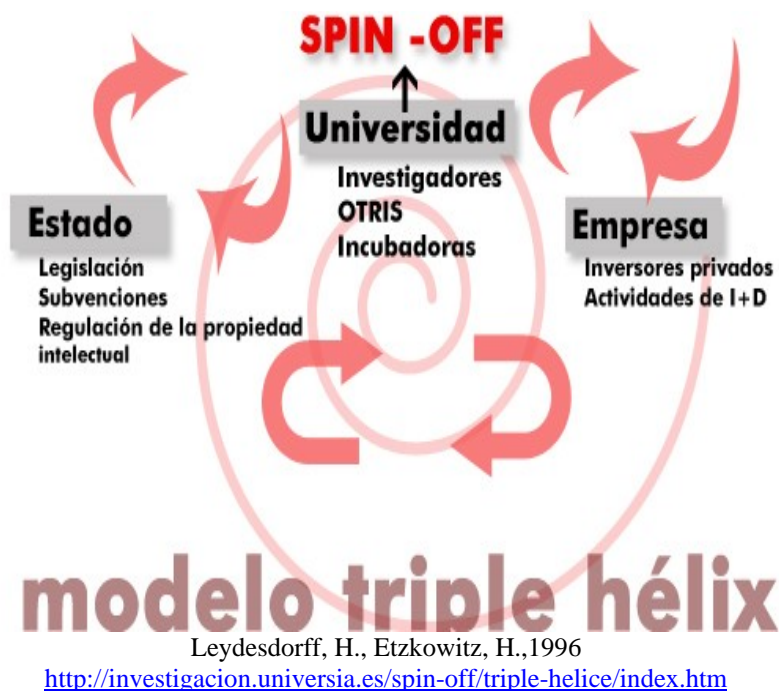 SPIN -OFF
Universidad
Investigadores
OTRIS
Incubadoras
Estado
Legislación
Subvenciones
Regulación de la propiedad
intelectual
Empresa
Inversores privados
Actividades de I+D
modelo triple hélix
Leydesdorff, H., Etzkowitz, H.,1996
http://investigacion.universia.es/spin-off/triple-helice/index.htm